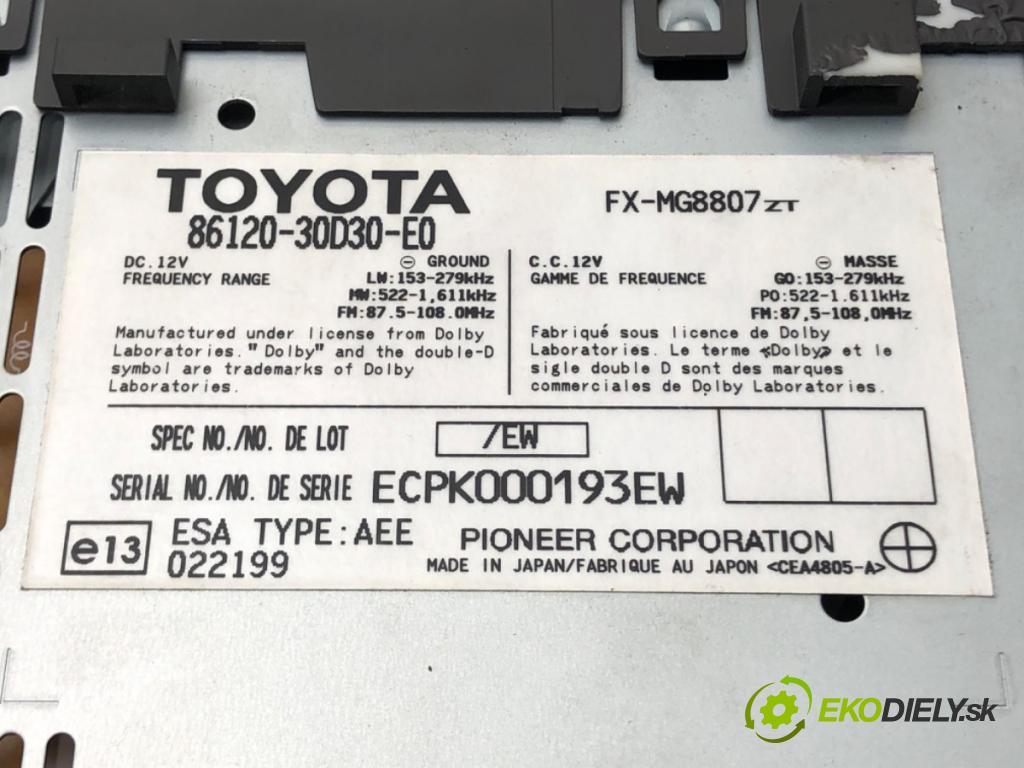 TOYOTA
86120-30D30-E0
FX-MG8807ZT
DC.12V ⊖ GROUND
FREQUENCY RANGE LW:153-279kHz
MW:522-1,611kHz
FM:87.5-108.0MHz
Manufactured under license from Dolby
Laboratories. "Dolby" and the double-D
symbol are trademarks of Dolby
Laboratories.
C.C.12V ⊖ MASSE
GAMME DE FREQUENCE GO:153-279kHz
PO:522-1.611kHz
FM:87,5-108,0MHz
Fabriqué sous licence de Dolby
Laboratories. Le terme «Dolby» et le
sigle double D sont des marques
commerciales de Dolby Laboratories.
SPEC NO./NO. DE LOT /EW
SERIAL NO./NO. DE SERIE ECPK000193EW
e13 ESA TYPE:AEE
022199
PIONEER CORPORATION
MADE IN JAPAN/FABRIQUE AU JAPON <CEA4805-A>
EKODIELY.sk